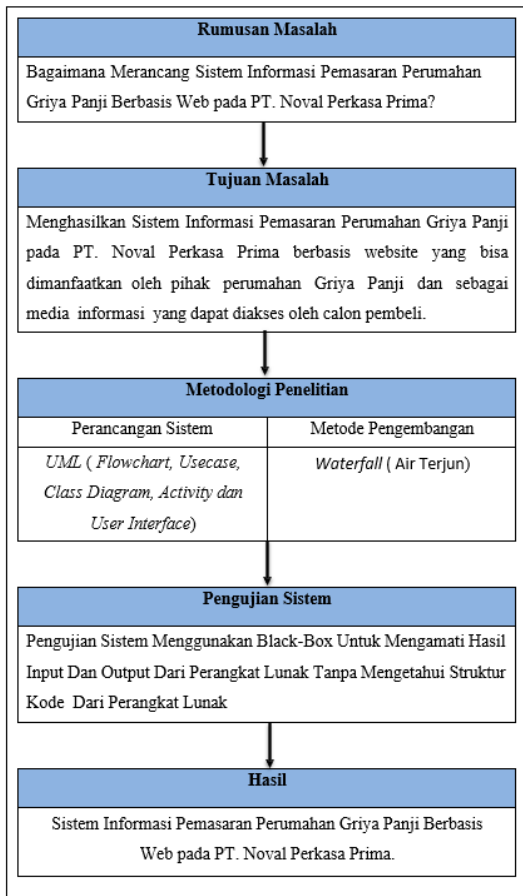 Rumusan Masalah
Bagaimana Merancang Sistem Informasi Pemasaran Perumahan
Griya Panji Berbasis Web pada PT. Noval Perkasa Prima?
Tujuan Masalah
Menghasilkan Sistem Informasi Pemasaran Perumahan Griya Panji
pada PT. Noval Perkasa Prima berbasis website yang bisa
dimanfaatkan oleh pihak perumahan Griya Panji dan sebagai
media informasi yang dapat diakses oleh calon pembeli.
Metodologi Penelitian
Perancangan Sistem
UML ( Flowchart, Usecase,
Class Diagram, Activity dan
User Interface)
Metode Pengembangan
Waterfall ( Air Terjun)
Pengujian Sistem
Pengujian Sistem Menggunakan Black-Box Untuk Mengamati Hasil
Input Dan Output Dari Perangkat Lunak Tanpa Mengetahui Struktur
Kode Dari Perangkat Lunak
Hasil
Sistem Informasi Pemasaran Perumahan Griya Panji Berbasis
Web pada PT. Noval Perkasa Prima.